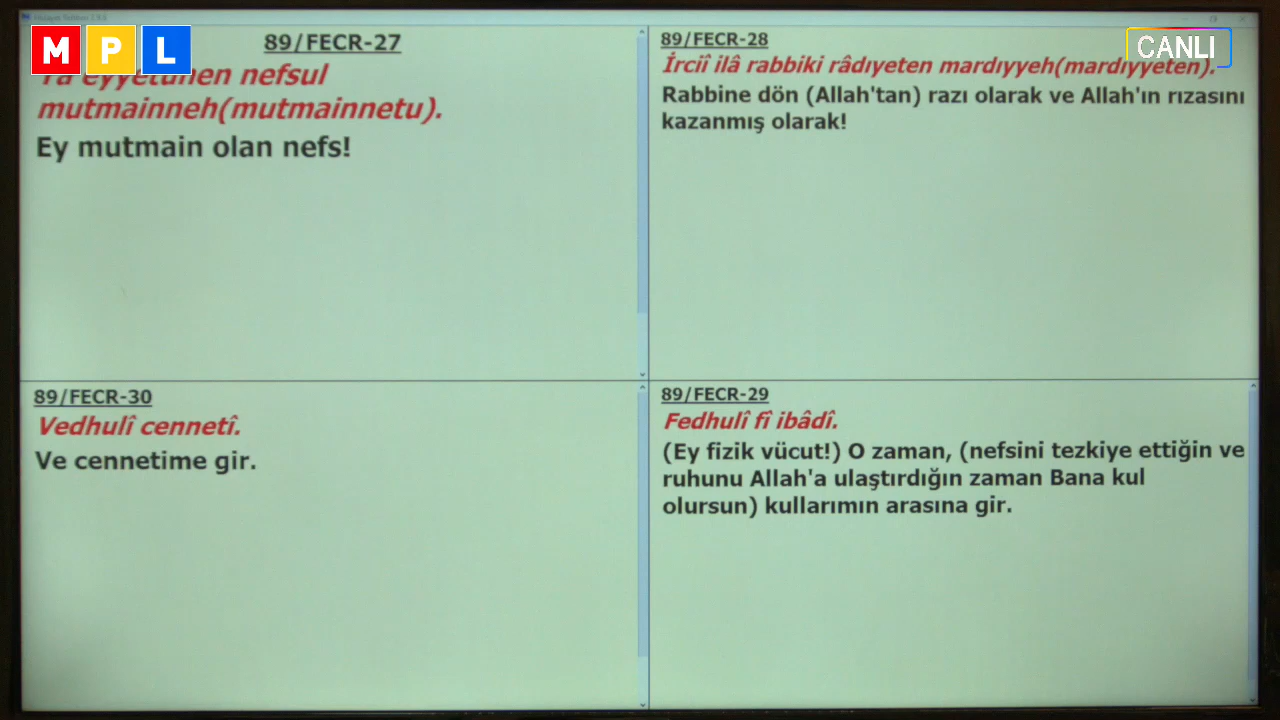 MPL
CANLI
89/FECR-27
Yâ eyyetuhen nefsul
mutmainneh(mutmainnetu).
Ey mutmain olan nefs!
89/FECR-28
İrciî ilâ rabbiki râdıyeten mardıyyeh(mardıyyeten).
Rabbine dön (Allah'tan) razı olarak ve Allah'ın rızasını
kazanmış olarak!
89/FECR-30
Vedhulî cennetî.
Ve cennetime gir.
89/FECR-29
Fedhulî fî ibâdî.
(Ey fizik vücut!) O zaman, (nefsini tezkiye ettiğin ve
ruhunu Allah'a ulaştırdığın zaman Bana kul
olursun) kullarımın arasına gir.